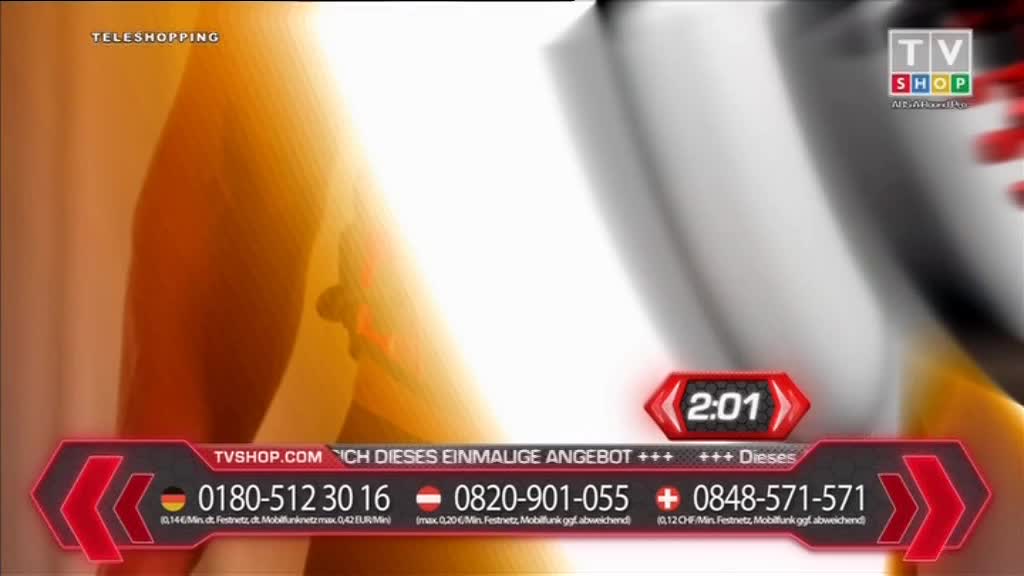 TELESHOPPING
TV
SHOP
2:01
TVSHOP.COM
SICH DIESES EINMALIGE ANGEBOT +++ +++ Dieses
0180-512 30 16
0820-901-055
0848-571-571
(0,14 €/Min. dt. Festnetz, dt. Mobilfunknetz max. 0,42 EUR/Min)
(max. 0,20 €/Min. Festnetz, Mobilfunk ggf. abweichend)
(0,12 CHF/Min. Festnetz, Mobilfunk ggf. abweichend)